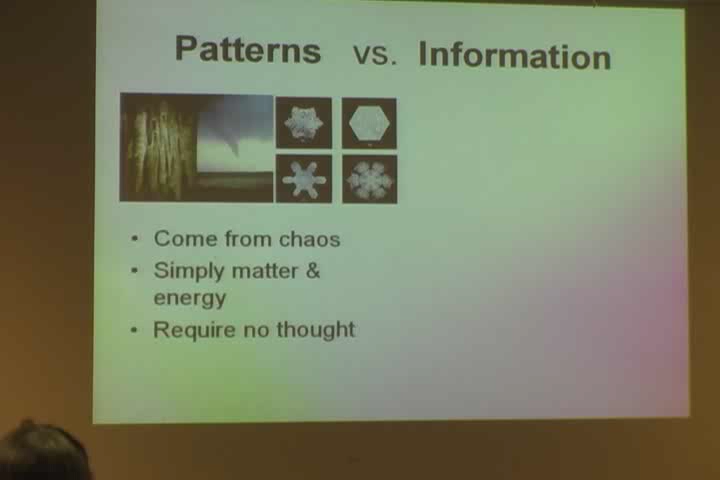 Patterns vs. Information
• Come from chaos
• Simply matter &
energy
• Require no thought